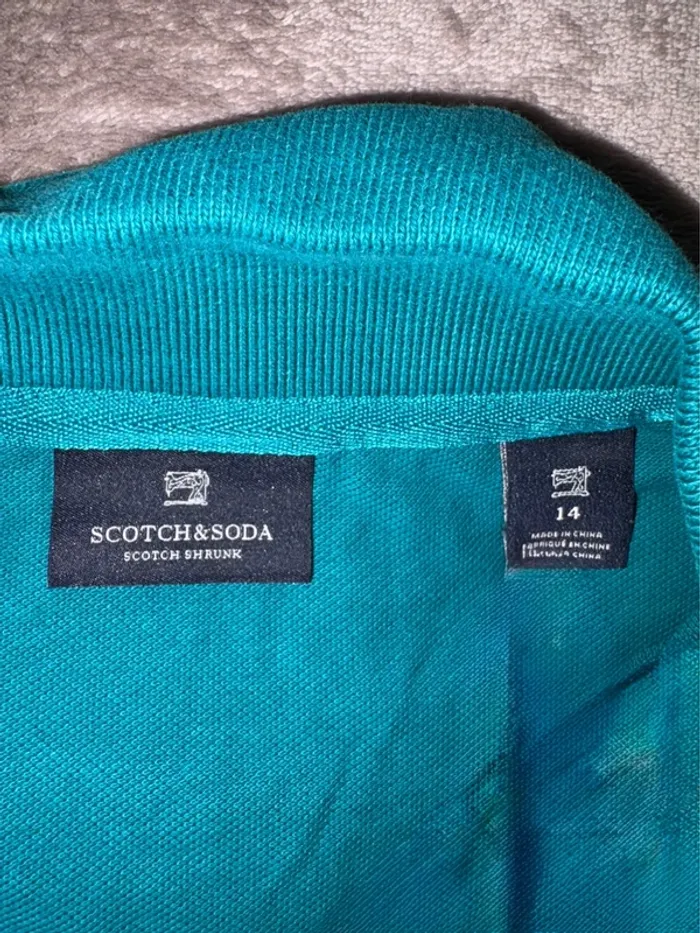 SCOTCH&SODA
SCOTCH SHRUNK
14
MADE IN CHINA
FABRIQUÉ EN CHINE